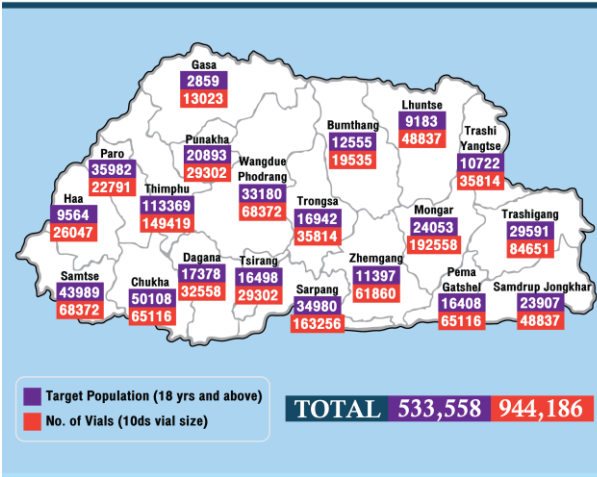 Gasa
2859
13023
Lhuntse
9183
48837
Bumthang
12555
19535
Trashi
Yangtse
10722
35814
Punakha
20893
29302
Paro
35982
22791
Wangdue
Phodrang
33180
68372
Thimphu
113369
149419
Haa
9564
26047
Trongsa
16942
35814
Mongar
24053
192558
Trashigang
29591
84651
Dagana
17378
32558
Tsirang
16498
29302
Zhemgang
11397
61860
Samtse
43989
68372
Chukha
50108
65116
Sarpang
34980
163256
Pema
Gatshel
16408
65116
Samdrup Jongkhar
23907
48837
Target Population (18 yrs and above)
No. of Vials (10ds vial size)
TOTAL 533,558 944,186